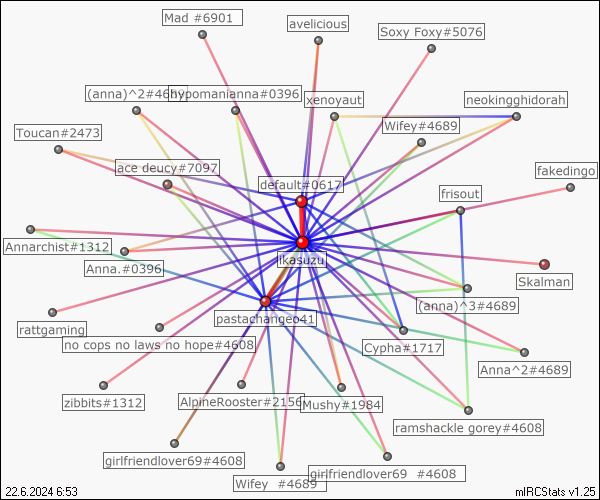 Mad #6901
avelicious
Soxy Foxy#5076
(anna)^2#4689
hypomanianna#0396
xenoyaut
neokingghidorah
Toucan#2473
Wifey#4689
ace deucy#7097
fakedingo
default#0617
frisout
Annarchist#1312
ikasuzu
Anna.#0396
Skalman
(anna)^3#4689
rattgaming
pastachangeo41
no cops no laws no hope#4608
Cypha#1717
Anna^2#4689
zibbits#1312
AlpineRooster#2156
Mushy#1984
ramshackle gorey#4608
girlfriendlover69#4608
girlfriendlover69 #4608
Wifey #4689
22.6.2024 6:53
mIRCStats v1.25